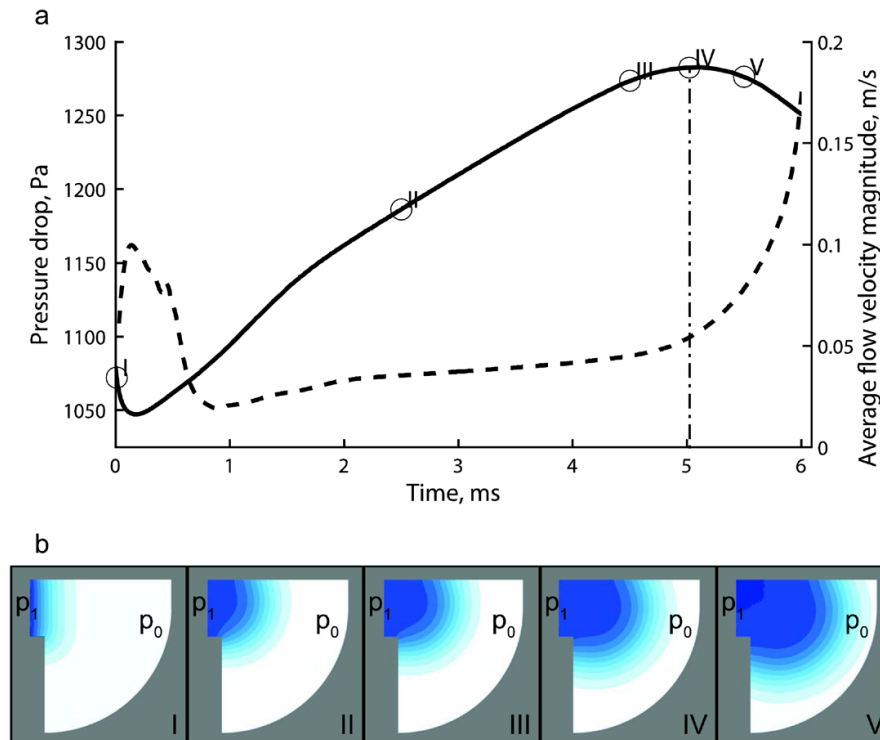 a
1300
1250
1200
1150
1100
1050
Pressure drop, Pa
I
II
III
IV
V
0.2
0.15
0.1
0.05
0
Average flow velocity magnitude, m/s
0 1 2 3 4 5 6
Time, ms
b
p1 p0 I
p1 p0 II
p1 p0 III
p1 p0 IV
p1 p0 V